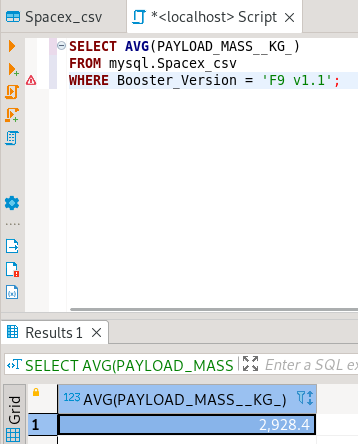 Spacex_csv
*<localhost> Script
SELECT AVG(PAYLOAD_MASS__KG_)
FROM mysql.Spacex_csv
WHERE Booster_Version = 'F9 v1.1';
Results 1
SELECT AVG(PAYLOAD_MASS
Enter a SQL ex
Grid
123 AVG(PAYLOAD_MASS__KG_)
1 2,928.4